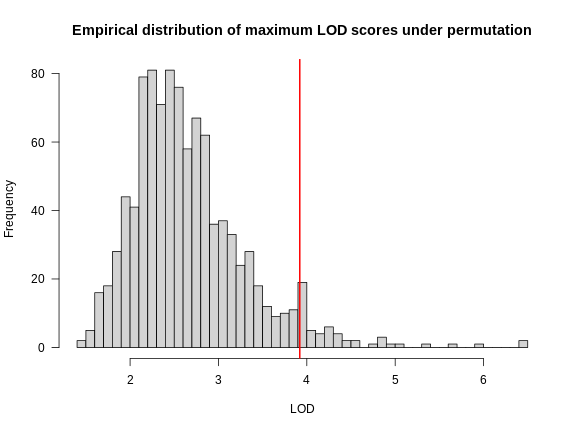 Empirical distribution of maximum LOD scores under permutation
Frequency
80
60
40
20
0
2 3 4 5 6
LOD